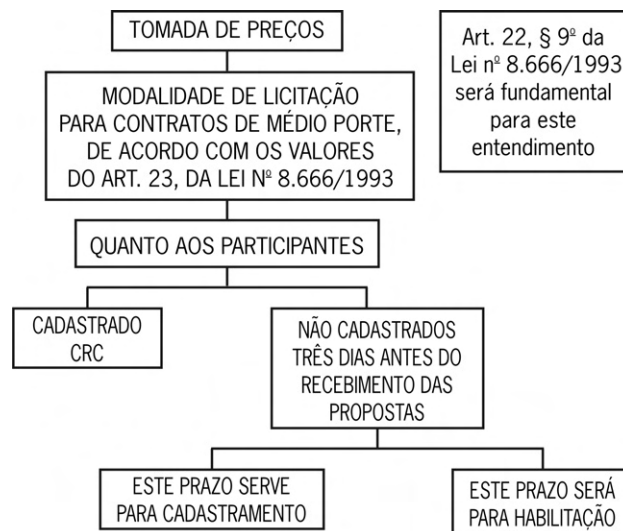 TOMADA DE PREÇOS
Art. 22, § 9º da
Lei nº 8.666/1993
será fundamental
para este
entendimento
MODALIDADE DE LICITAÇÃO
PARA CONTRATOS DE MÉDIO PORTE,
DE ACORDO COM OS VALORES
DO ART. 23, DA LEI Nº 8.666/1993
QUANTO AOS PARTICIPANTES
CADASTRADO
CRC
NÃO CADASTRADOS
TRÊS DIAS ANTES DO
RECEBIMENTO DAS
PROPOSTAS
ESTE PRAZO SERVE
PARA CADASTRAMENTO
ESTE PRAZO SERÁ
PARA HABILITAÇÃO